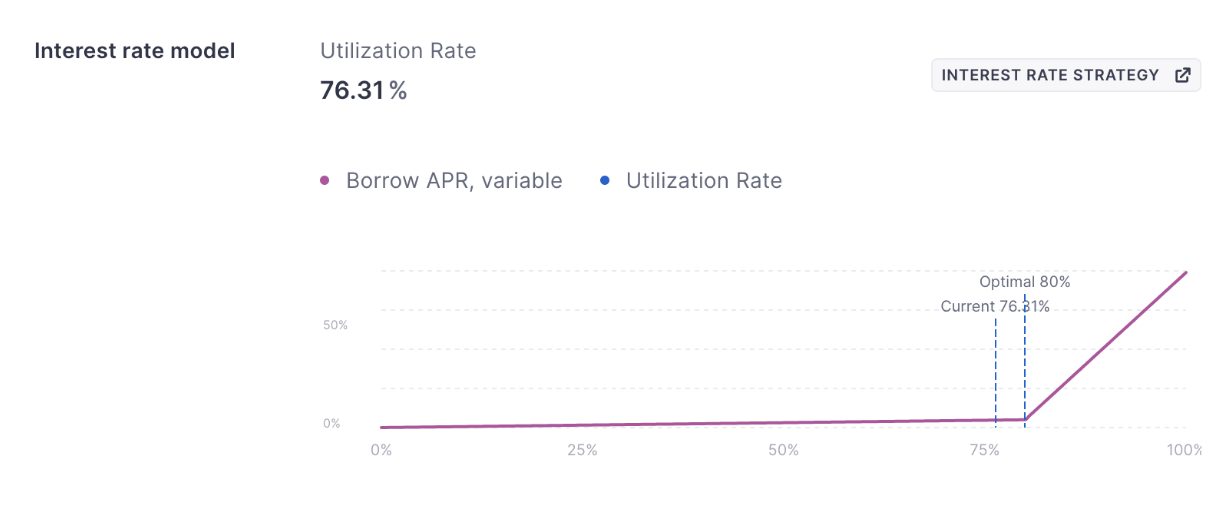 Interest rate model
Utilization Rate
76.31 %
INTEREST RATE STRATEGY
Borrow APR, variable
Utilization Rate
Optimal 80%
Current 76.31%
50%
0%
0%
25%
50%
75%
100%